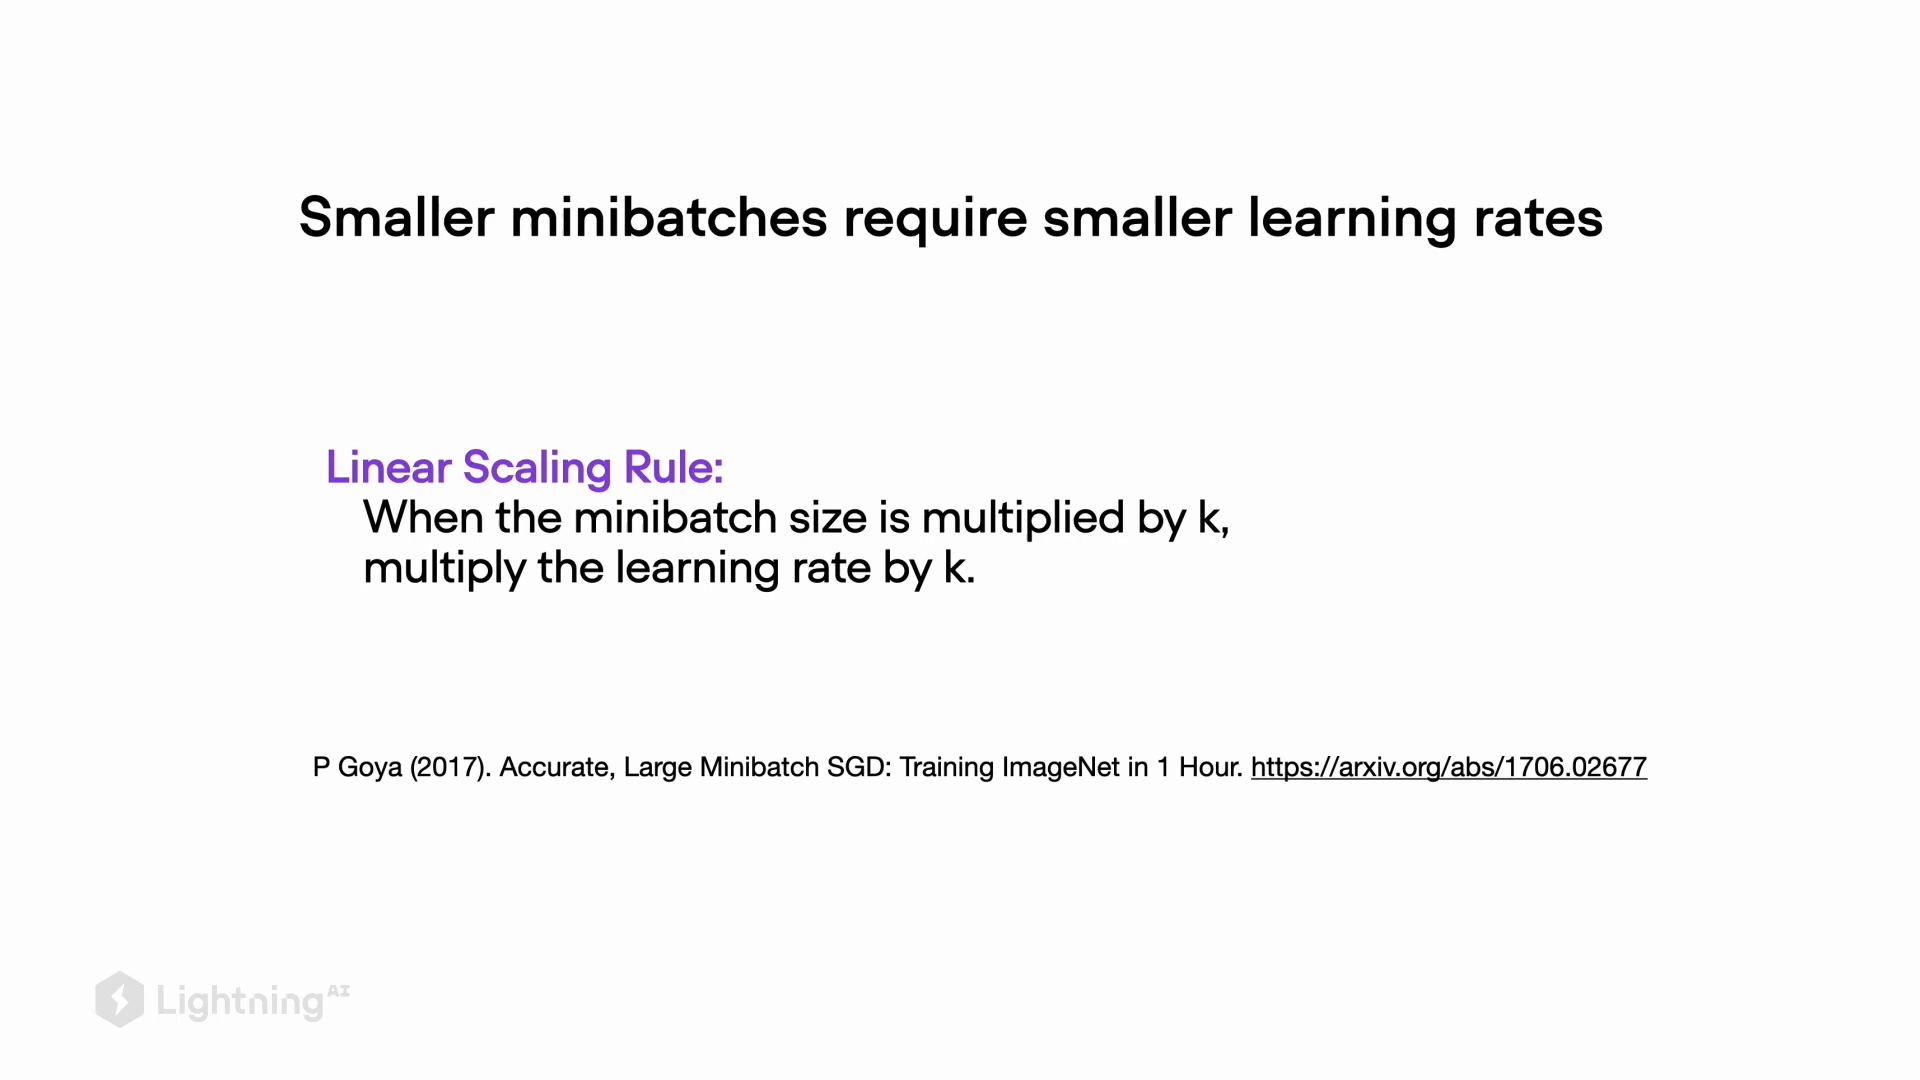 Smaller minibatches require smaller learning rates
Linear Scaling Rule:
When the minibatch size is multiplied by k,
multiply the learning rate by k.
P Goya (2017). Accurate, Large Minibatch SGD: Training ImageNet in 1 Hour. https://arxiv.org/abs/1706.02677
Lightning AI